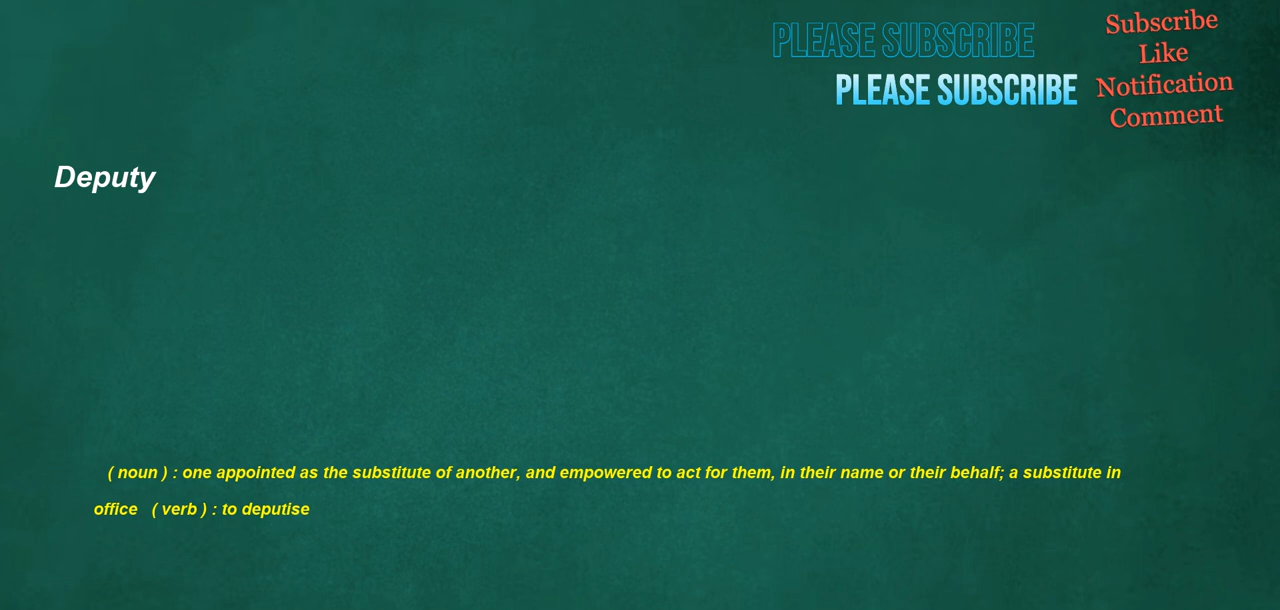 PLEASE SUBSCRIBE
PLEASE SUBSCRIBE
Subscribe
Like
Notification
Comment
Deputy
( noun ) : one appointed as the substitute of another, and empowered to act for them, in their name or their behalf; a substitute in
office ( verb ) : to deputise